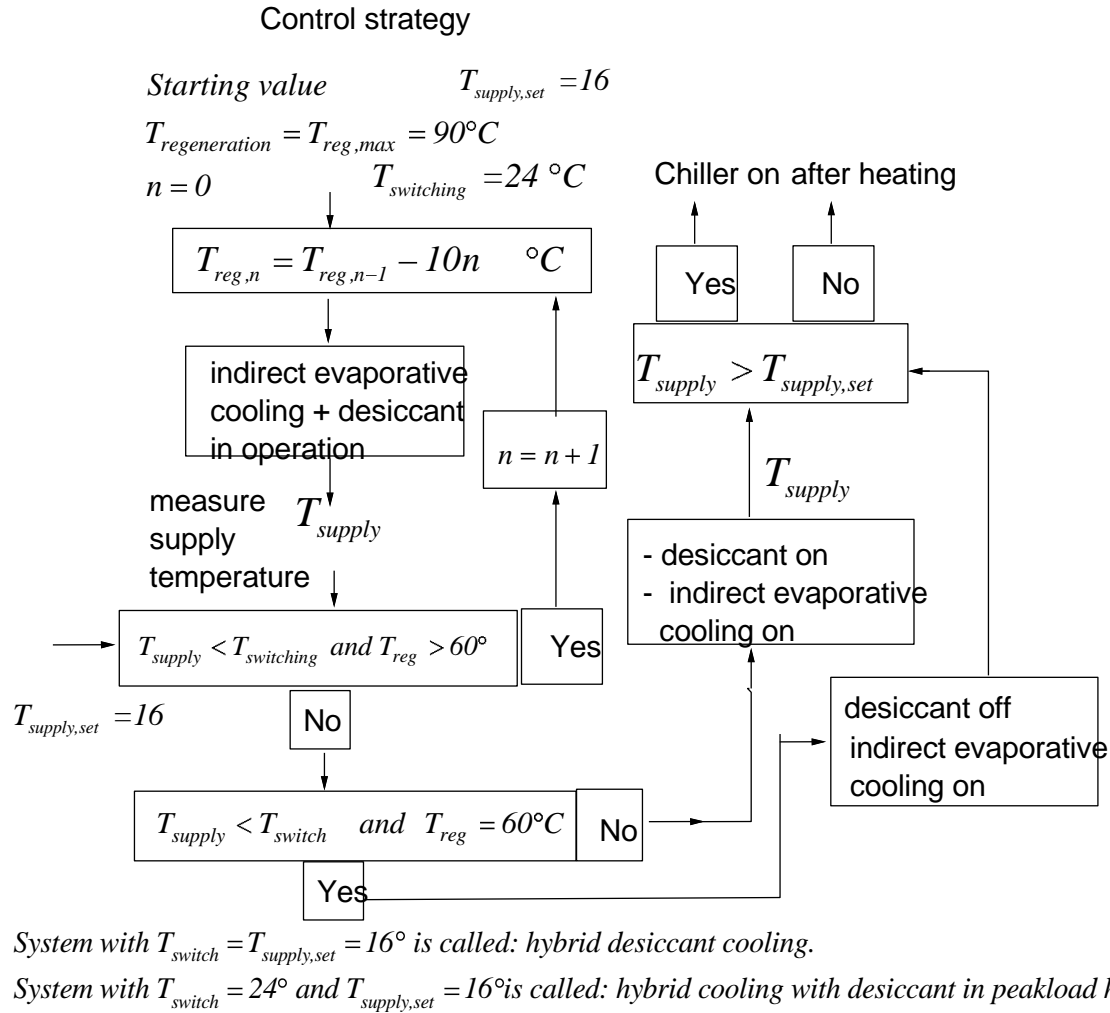 Control strategy
Starting value
T_supply,set = 16
T_regeneration = T_reg,max = 90°C
n = 0
T_switching = 24 °C
T_reg,n = T_reg,n−1 − 10n °C
indirect evaporative
cooling + desiccant
in operation
n = n + 1
measure
supply
temperature
T_supply
T_supply < T_switching and T_reg > 60°
Yes
T_supply,set = 16
No
T_supply < T_switch and T_reg = 60°C
No
Yes
Chiller on after heating
Yes
No
T_supply > T_supply,set
T_supply
- desiccant on
- indirect evaporative
cooling on
desiccant off
indirect evaporative
cooling on
System with T_switch = T_supply,set = 16° is called: hybrid desiccant cooling.
System with T_switch = 24° and T_supply,set = 16°is called: hybrid cooling with desiccant in peakload